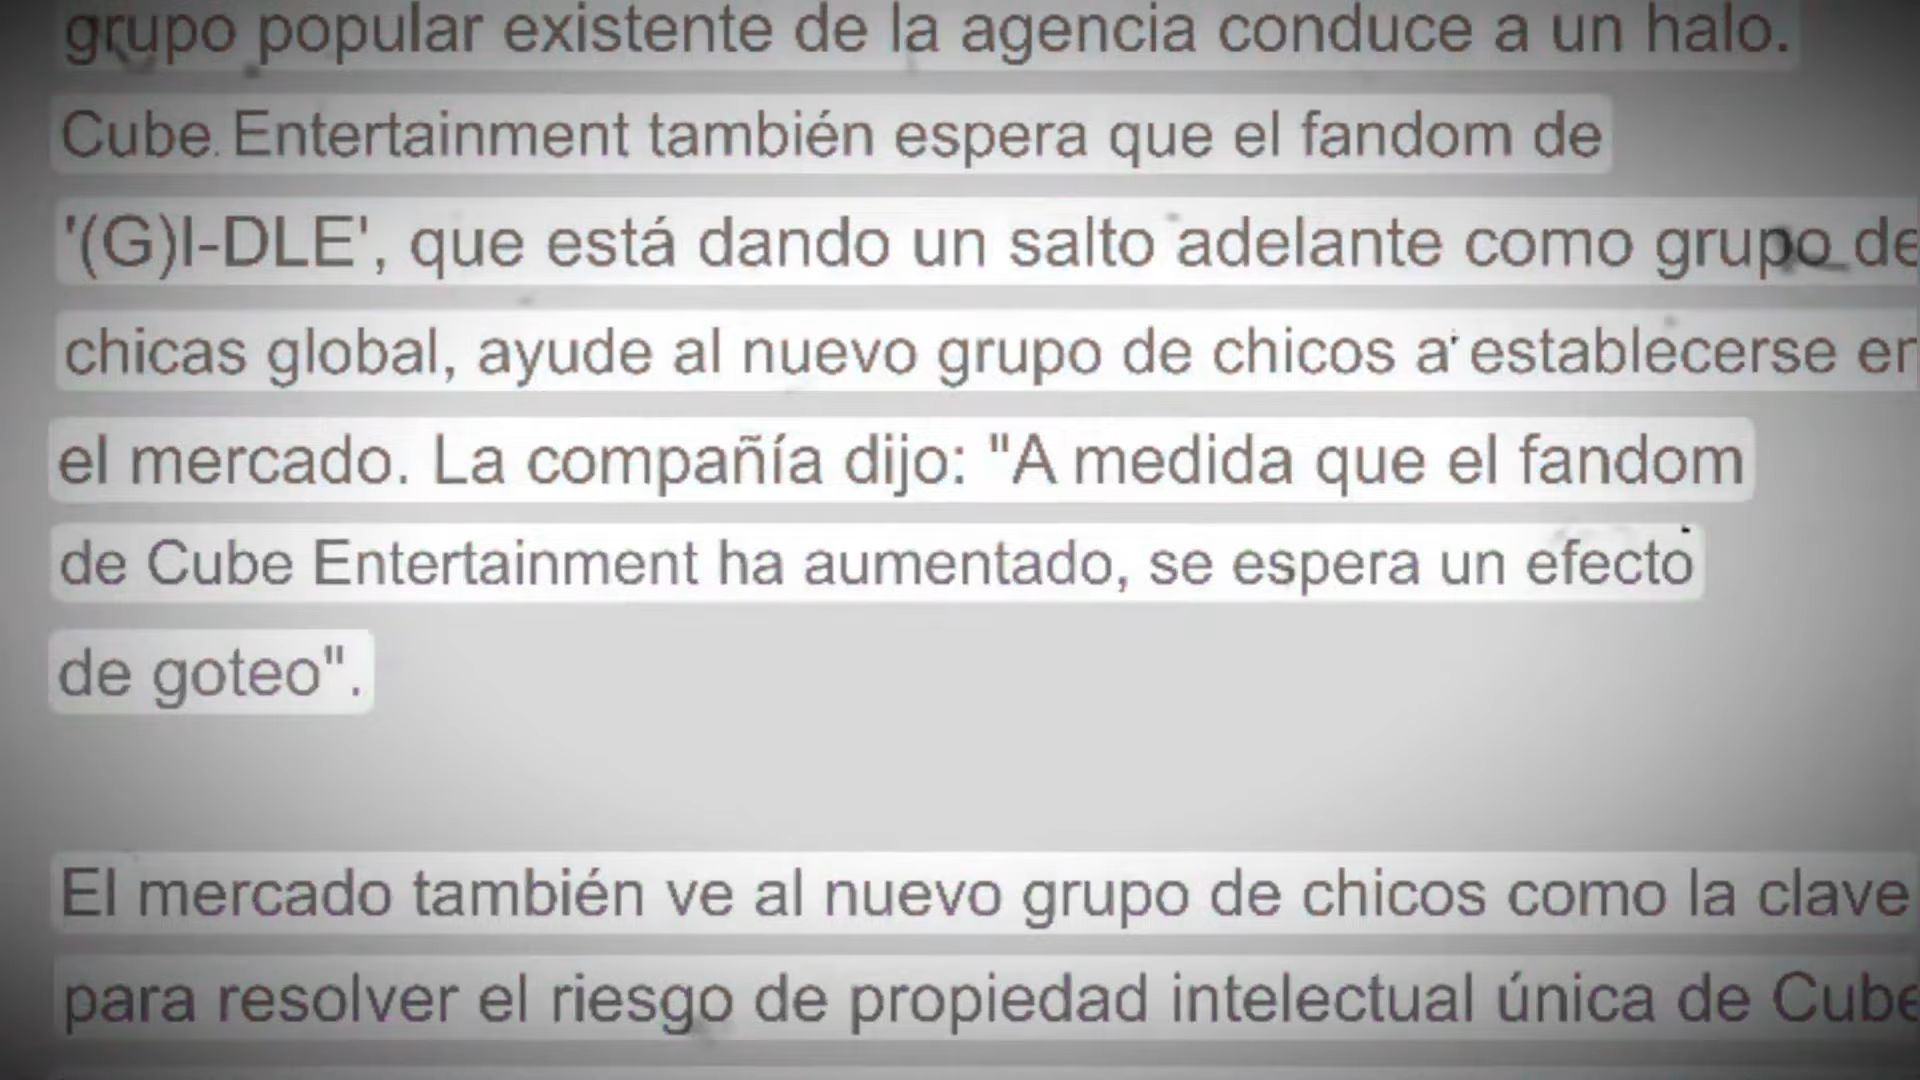 grupo popular existente de la agencia conduce a un halo.
Cube Entertainment también espera que el fandom de
'(G)I-DLE', que está dando un salto adelante como grupo de
chicas global, ayude al nuevo grupo de chicos a establecerse en
el mercado. La compañía dijo: "A medida que el fandom
de Cube Entertainment ha aumentado, se espera un efecto
de goteo".
El mercado también ve al nuevo grupo de chicos como la clave
para resolver el riesgo de propiedad intelectual única de Cube